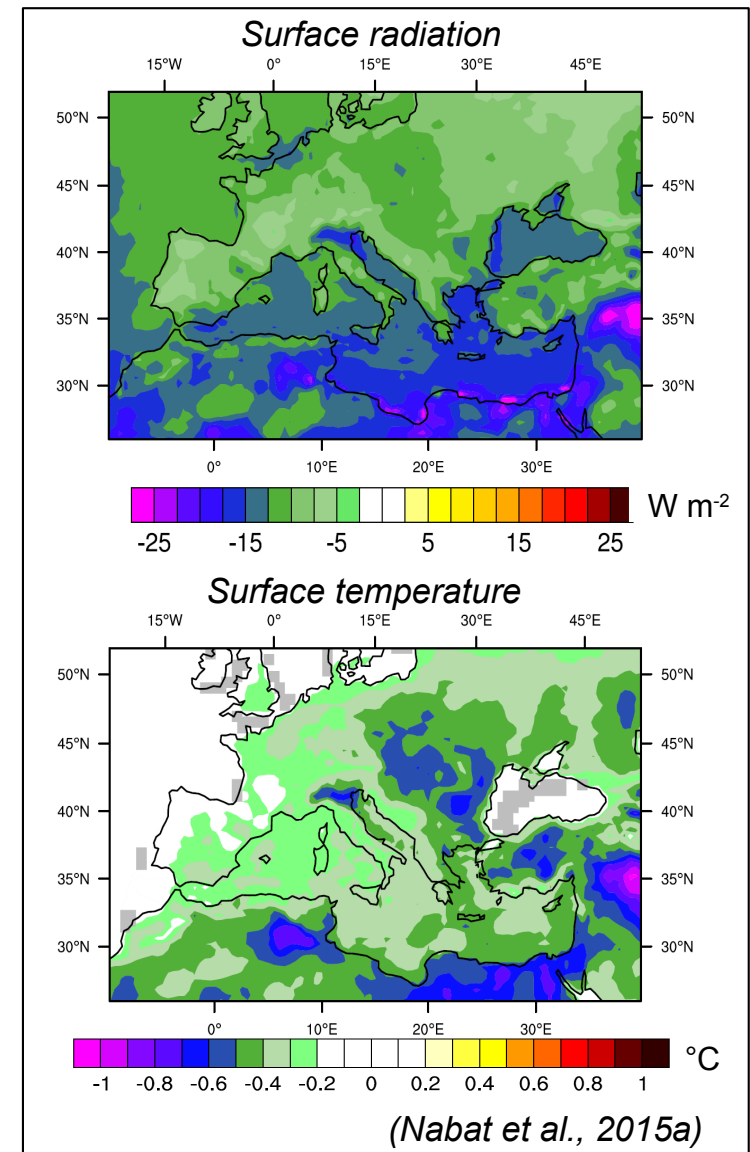 Surface radiation
15°W 0° 15°E 30°E 45°E
50°N 50°N
45°N 45°N
40°N 40°N
35°N 35°N
30°N 30°N
0° 10°E 20°E 30°E
W m-2
-25 -15 -5 5 15 25
Surface temperature
15°W 0° 15°E 30°E 45°E
50°N 50°N
45°N 45°N
40°N 40°N
35°N 35°N
30°N 30°N
0° 10°E 20°E 30°E
°C
-1 -0.8 -0.6 -0.4 -0.2 0 0.2 0.4 0.6 0.8 1
(Nabat et al., 2015a)